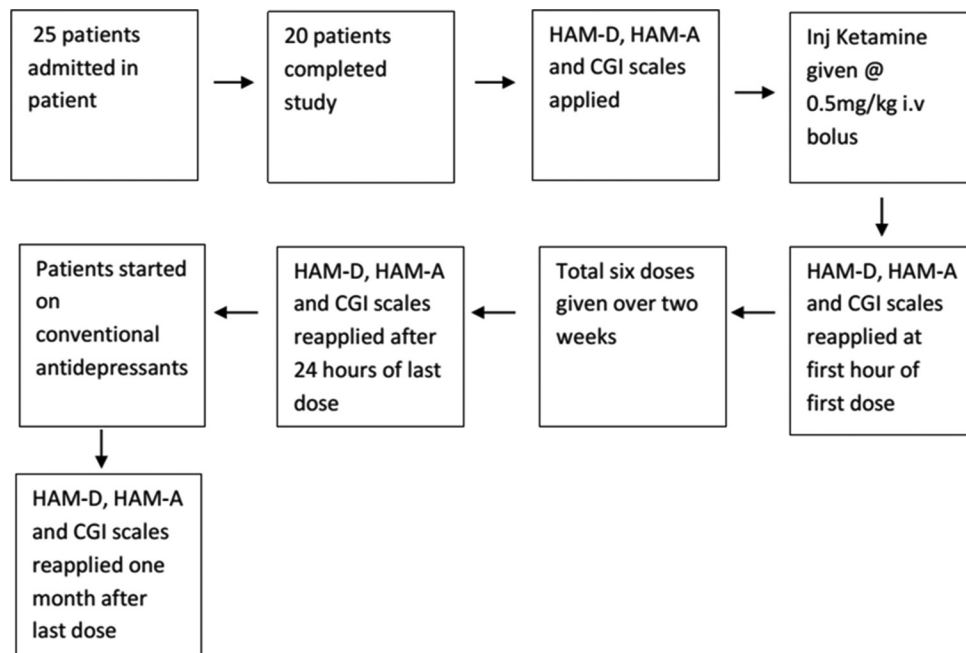 25 patients
admitted in
patient
20 patients
completed
study
HAM-D, HAM-A
and CGI scales
applied
Inj Ketamine
given @
0.5mg/kg i.v
bolus
HAM-D, HAM-A
and CGI scales
reapplied at
first hour of
first dose
Total six doses
given over two
weeks
HAM-D, HAM-A
and CGI scales
reapplied after
24 hours of last
dose
Patients started
on
conventional
antidepressants
HAM-D, HAM-A
and CGI scales
reapplied one
month after
last dose